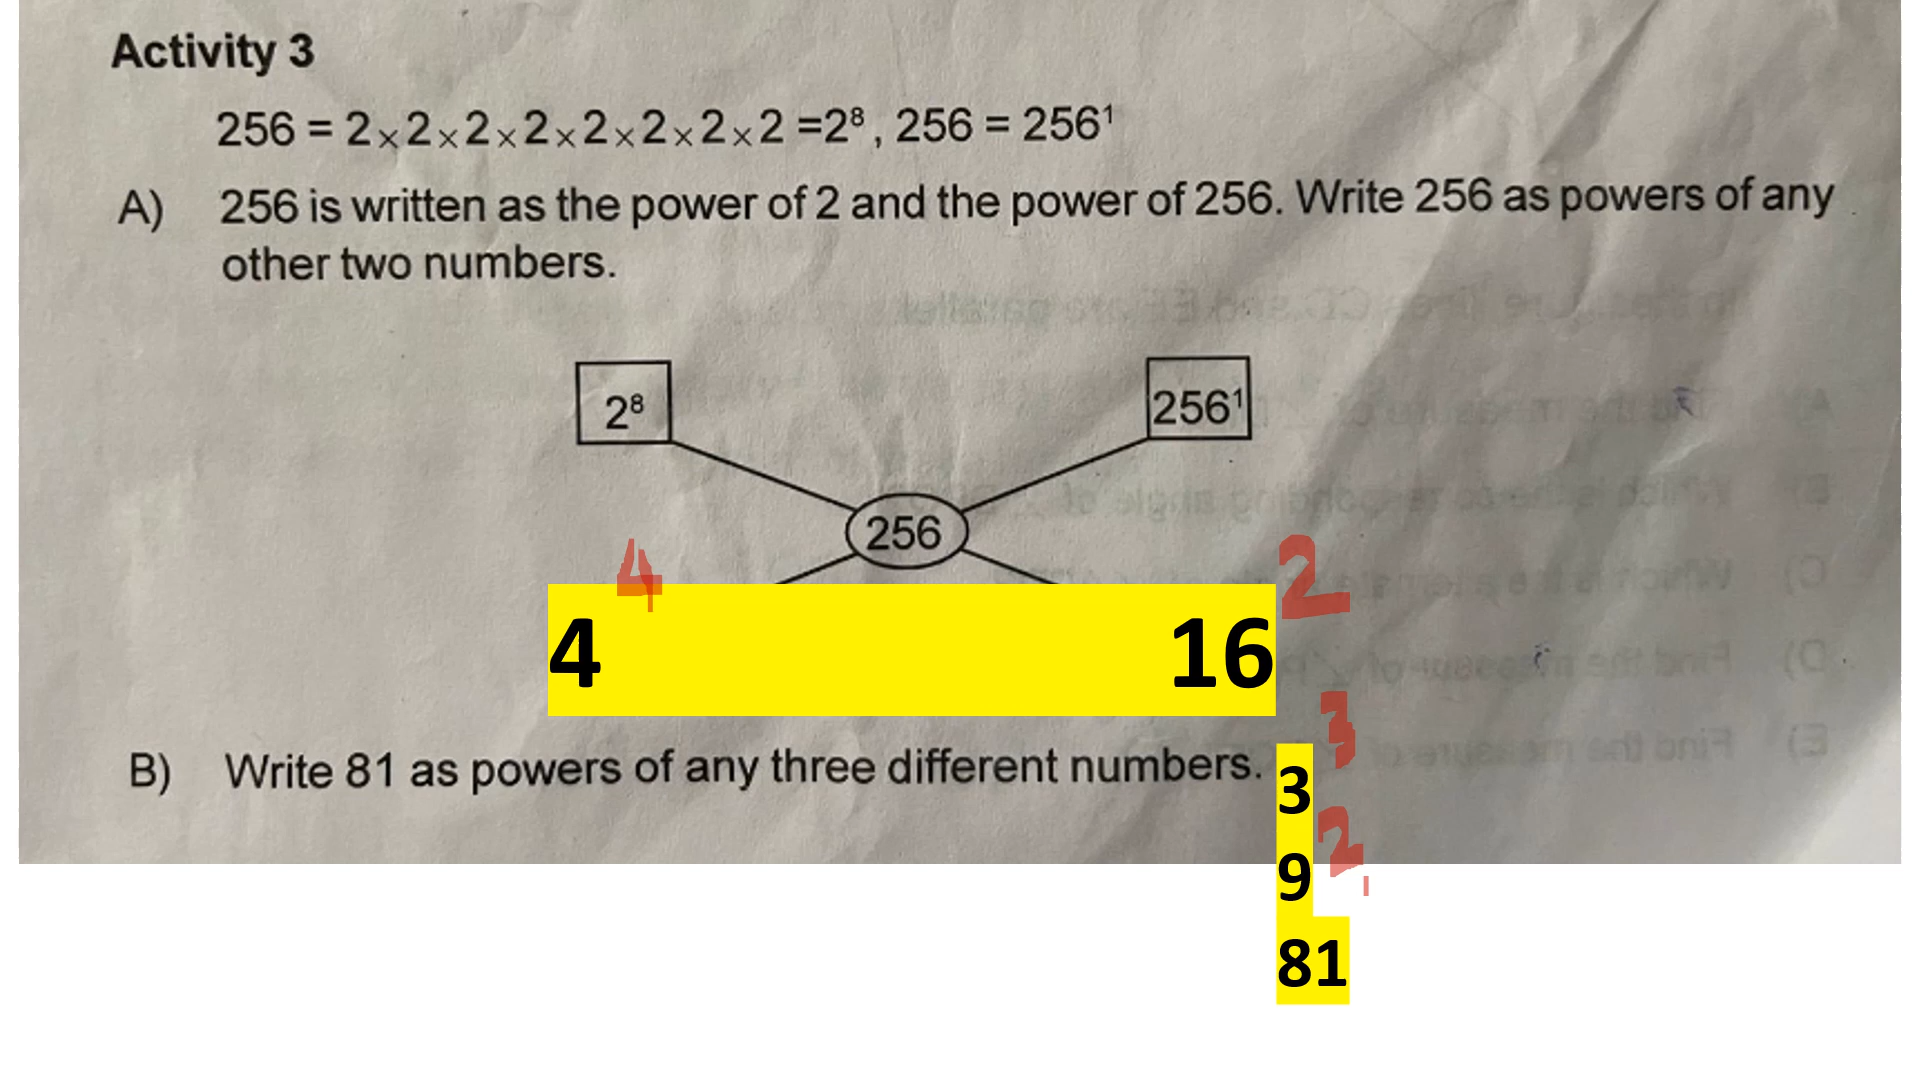 Activity 3
256 = 2×2×2×2×2×2×2×2 =2⁸ , 256 = 256¹
A) 256 is written as the power of 2 and the power of 256. Write 256 as powers of any
other two numbers.
2⁸ 256¹
256
4⁴ 16²
B) Write 81 as powers of any three different numbers. 3³
9²
81¹